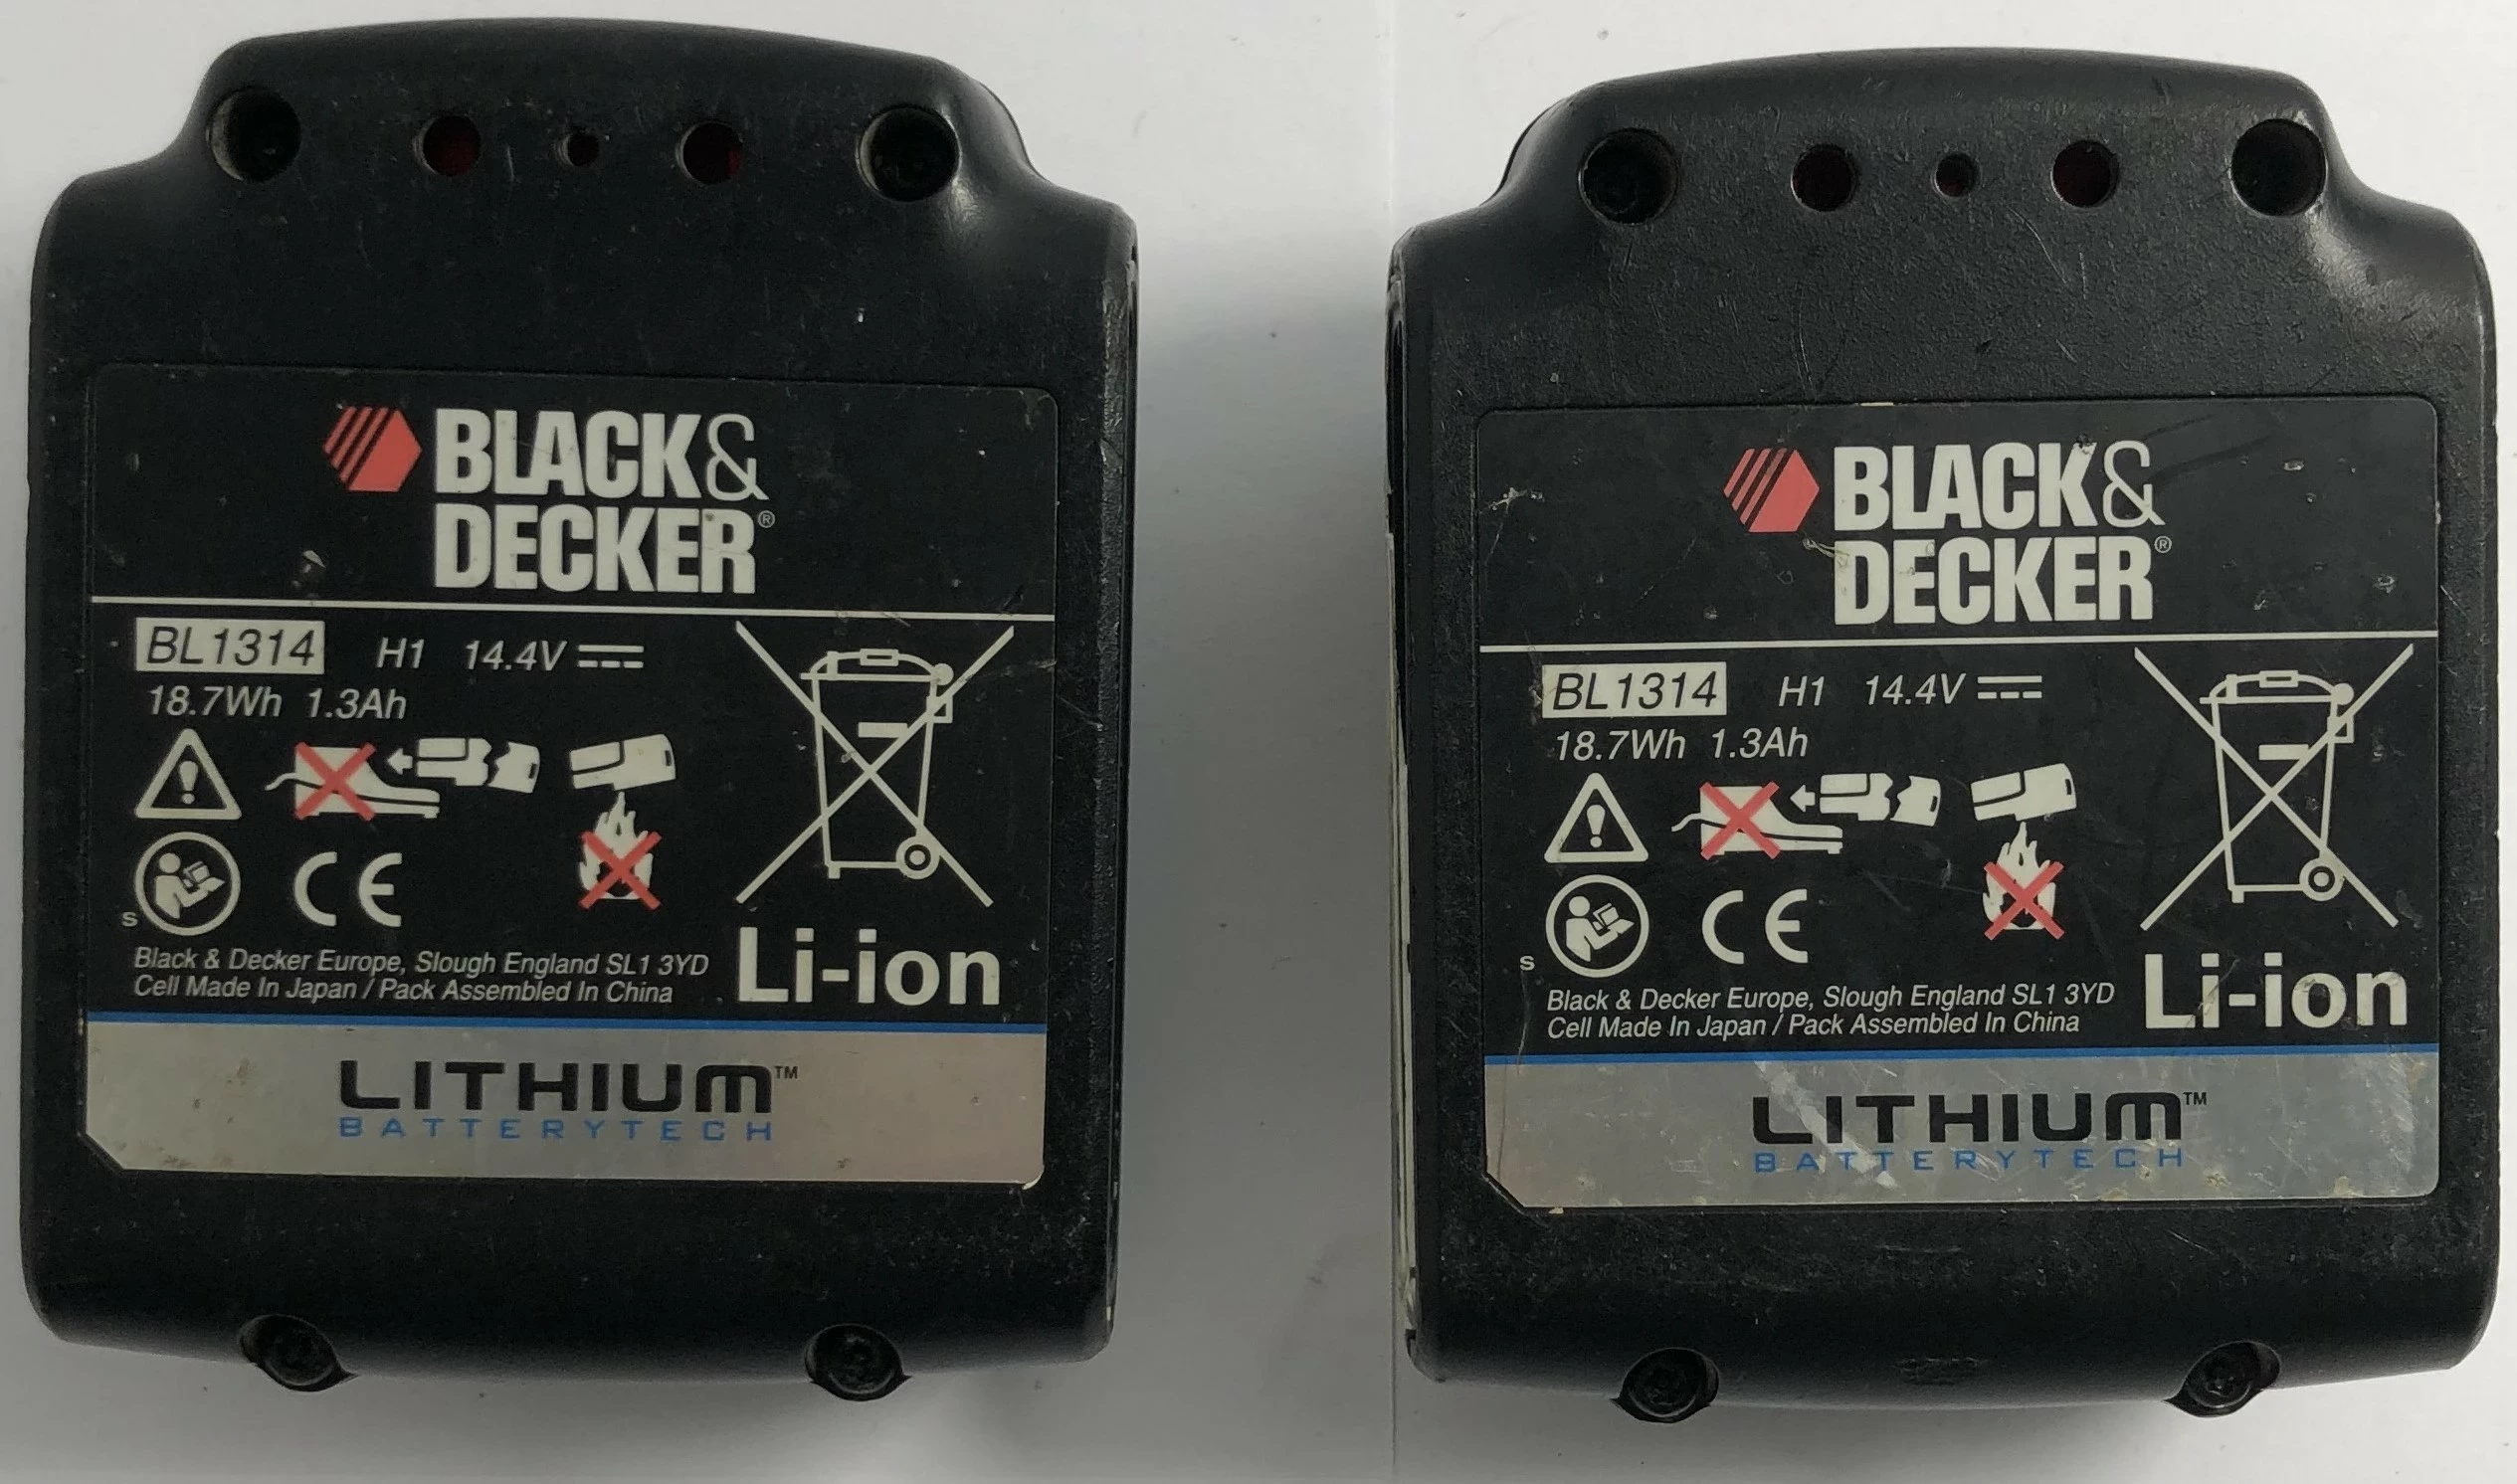 BLACK&
DECKER®
BL1314 H1 14.4V
18.7Wh 1.3Ah
S
CE
Black & Decker Europe, Slough England SL1 3YD
Cell Made In Japan / Pack Assembled In China
Li-ion
LITHIUM™
BATTERYTECH
BLACK&
DECKER®
BL1314 H1 14.4V
18.7Wh 1.3Ah
S
CE
Black & Decker Europe, Slough England SL1 3YD
Cell Made In Japan / Pack Assembled In China
Li-ion
LITHIUM™
BATTERYTECH